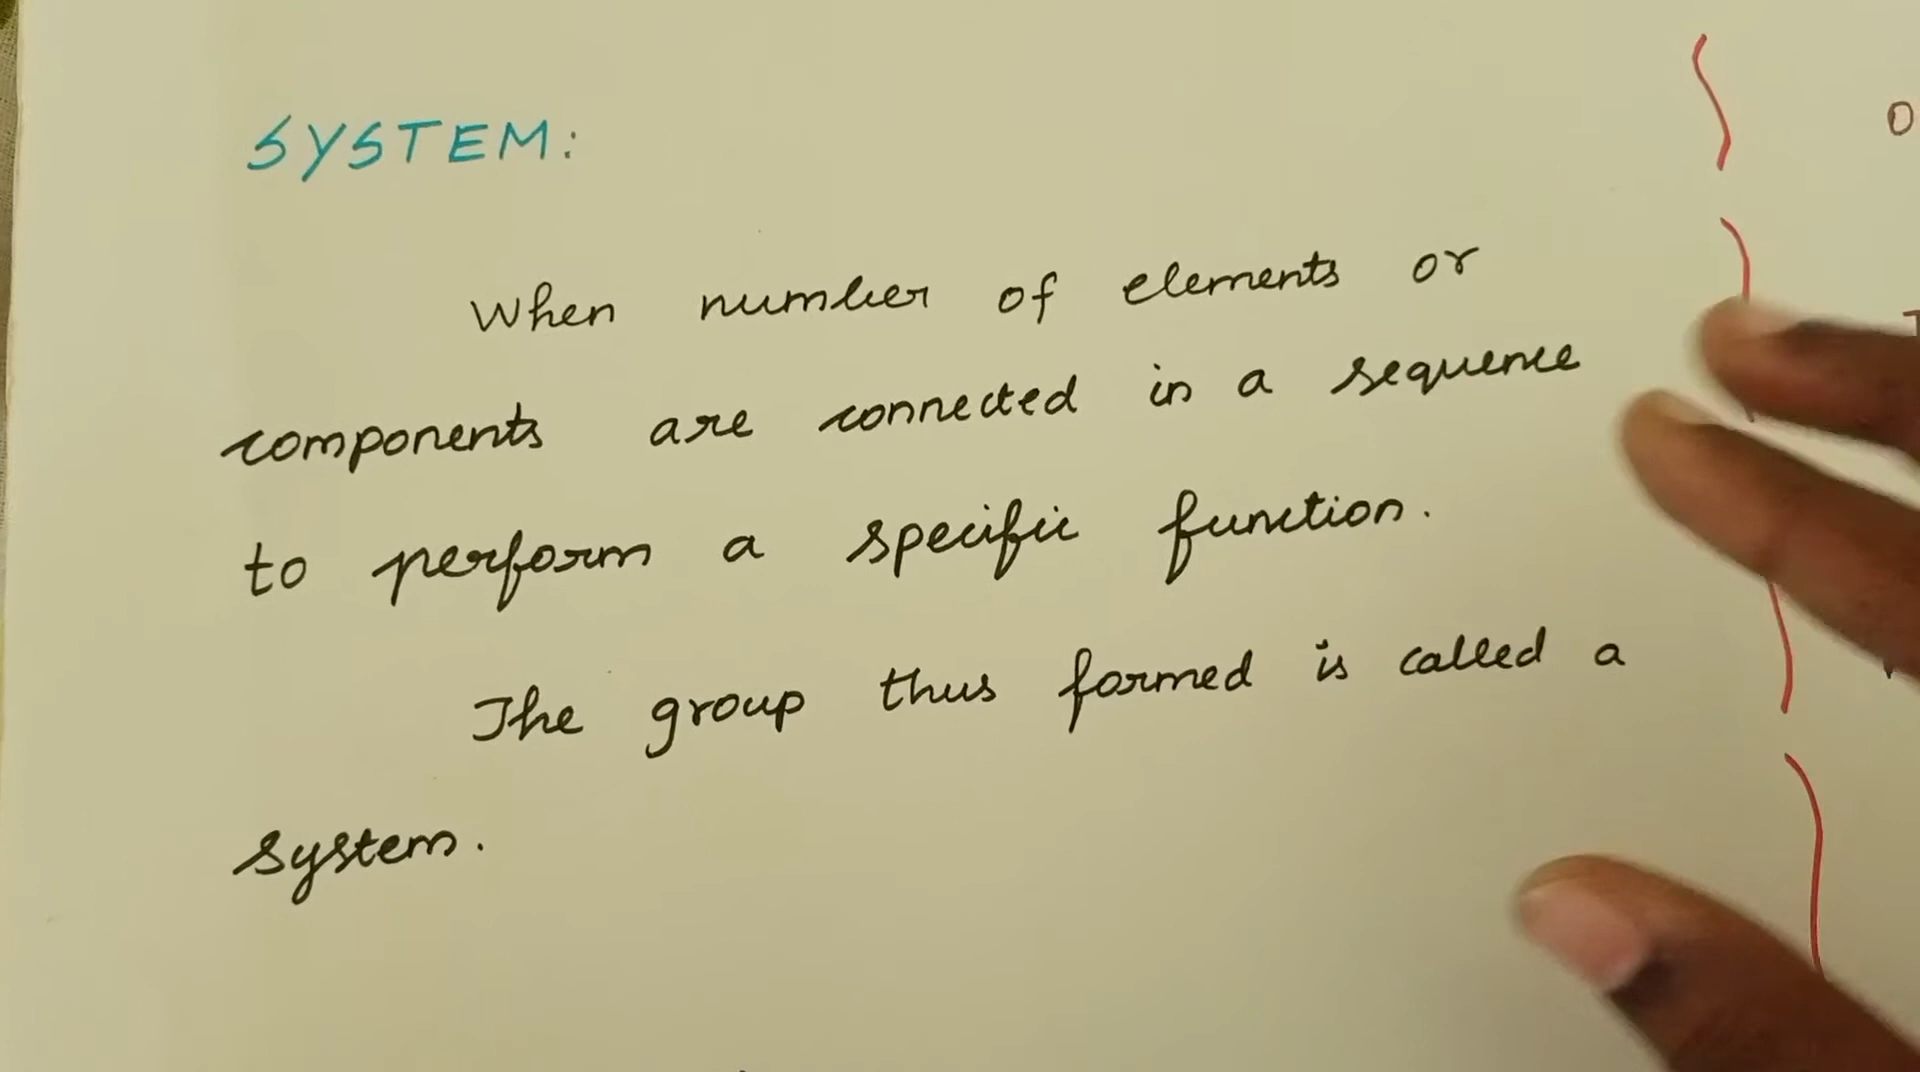 SYSTEM:
When number of elements or
components are connected in a sequence
to perform a specific function.
The group thus formed is called a
system.